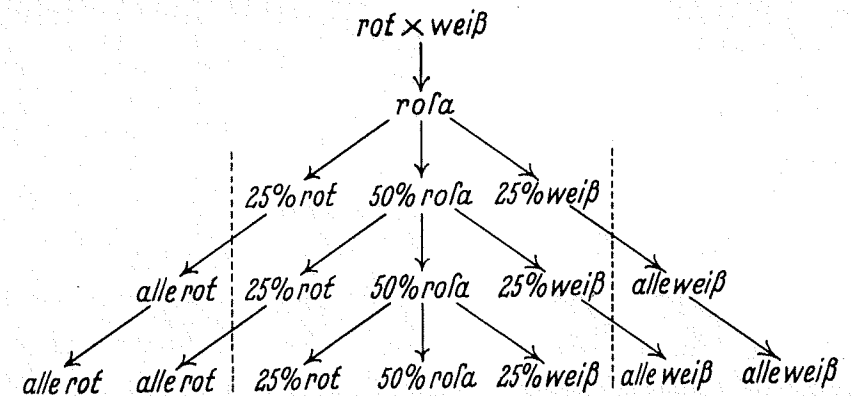 rot × weiß
roſa
25% rot 50% roſa 25% weiß
alle rot 25% rot 50% roſa 25% weiß alle weiß
alle rot alle rot 25% rot 50% roſa 25% weiß alle weiß alle weiß